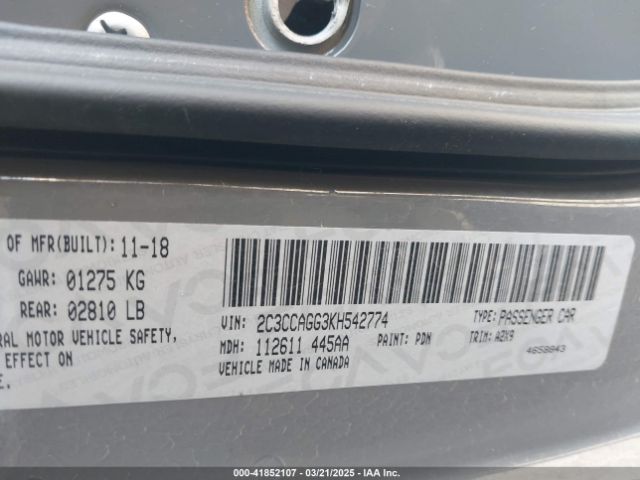 OF MFR(BUILT): 11-18
GAWR: 01275 KG
REAR: 02810 LB
RAL MOTOR VEHICLE SAFETY,
EFFECT ON
E.
VIN: 2C3CCAGG3KH542774
TYPE: PASSENGER CAR
MDH: 112611 445AA
PAINT: PDN
TRIM: A2X9
VEHICLE MADE IN CANADA
000-41852107 - 03/21/2025 - IAA Inc.